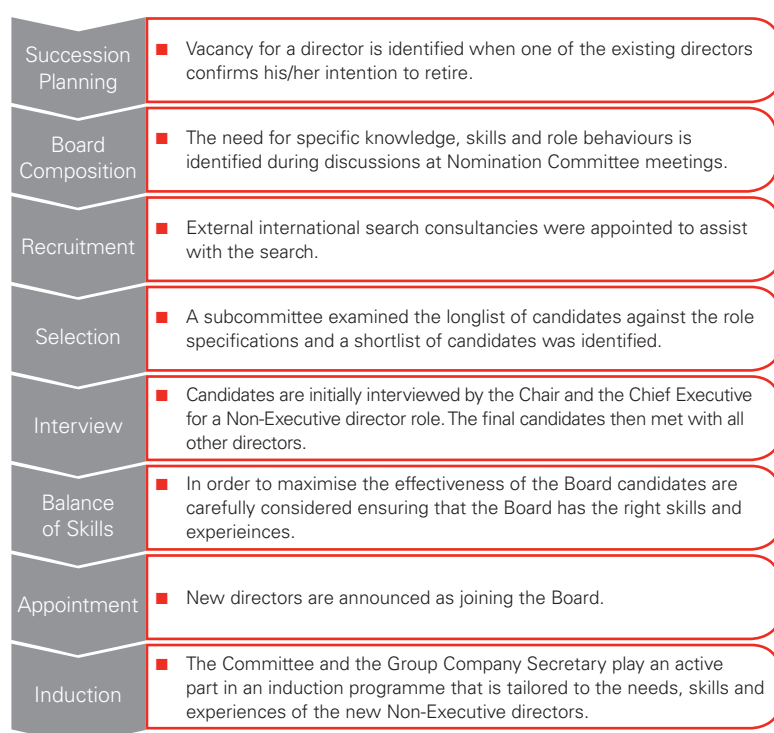 Succession
Planning
■ Vacancy for a director is identified when one of the existing directors
confirms his/her intention to retire.
Board
Composition
■ The need for specific knowledge, skills and role behaviours is
identified during discussions at Nomination Committee meetings.
Recruitment
■ External international search consultancies were appointed to assist
with the search.
Selection
■ A subcommittee examined the longlist of candidates against the role
specifications and a shortlist of candidates was identified.
Interview
■ Candidates are initially interviewed by the Chair and the Chief Executive
for a Non-Executive director role. The final candidates then met with all
other directors.
Balance
of Skills
■ In order to maximise the effectiveness of the Board candidates are
carefully considered ensuring that the Board has the right skills and
experieinces.
Appointment
■ New directors are announced as joining the Board.
Induction
■ The Committee and the Group Company Secretary play an active
part in an induction programme that is tailored to the needs, skills and
experiences of the new Non-Executive directors.